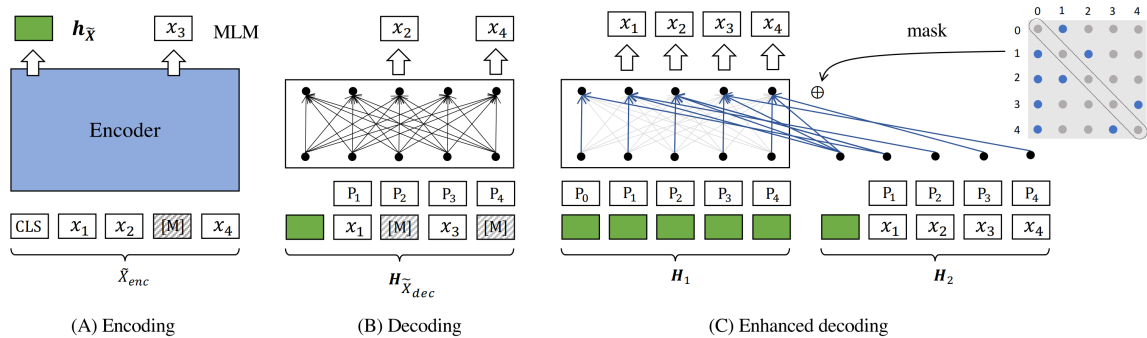 h_X̃
x_3
MLM
Encoder
CLS x_1 x_2 [M] x_4
X̃_enc
(A) Encoding
x_2 x_4
P_1 P_2 P_3 P_4
x_1 [M] x_3 [M]
H_X̃_dec
(B) Decoding
x_1 x_2 x_3 x_4
mask
⊕
0 1 2 3 4
0
1
2
3
4
P_0 P_1 P_2 P_3 P_4
P_1 P_2 P_3 P_4
x_1 x_2 x_3 x_4
H_1
H_2
(C) Enhanced decoding